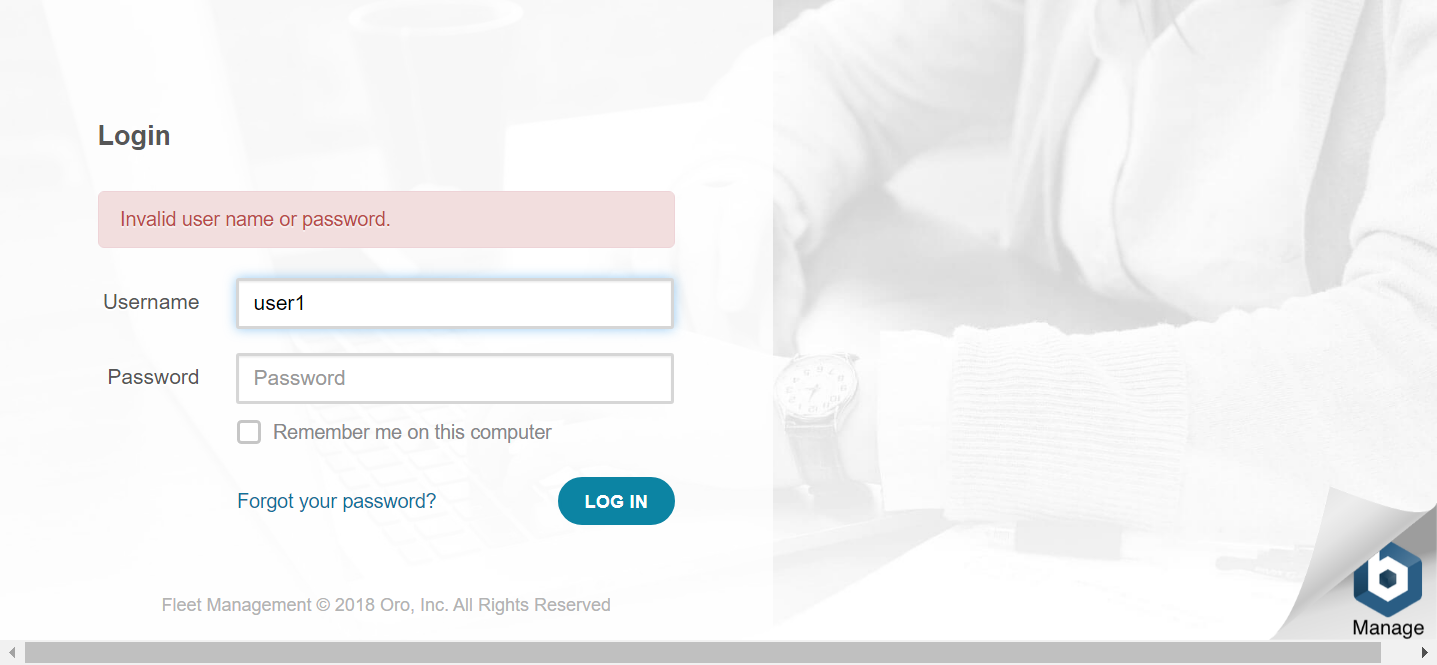 Login
Invalid user name or password.
Username
user1
Password
Password
Remember me on this computer
Forgot your password?
LOG IN
Fleet Management © 2018 Oro, Inc. All Rights Reserved
b
Manage